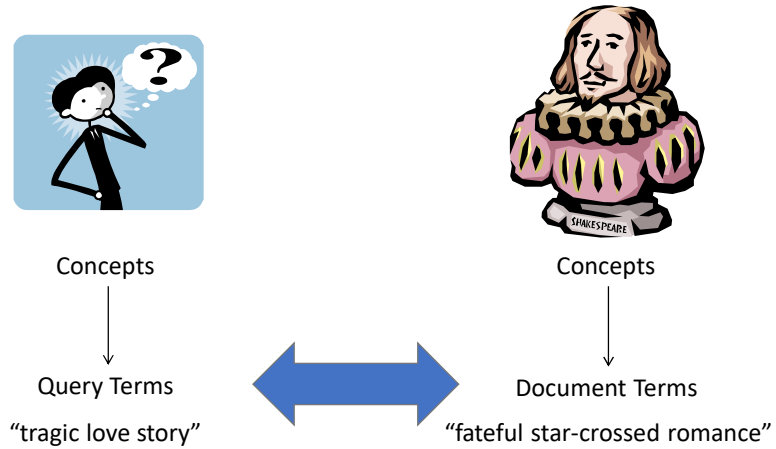 ?
SHAKESPEARE
Concepts
Concepts
Query Terms
Document Terms
“tragic love story”
“fateful star-crossed romance”